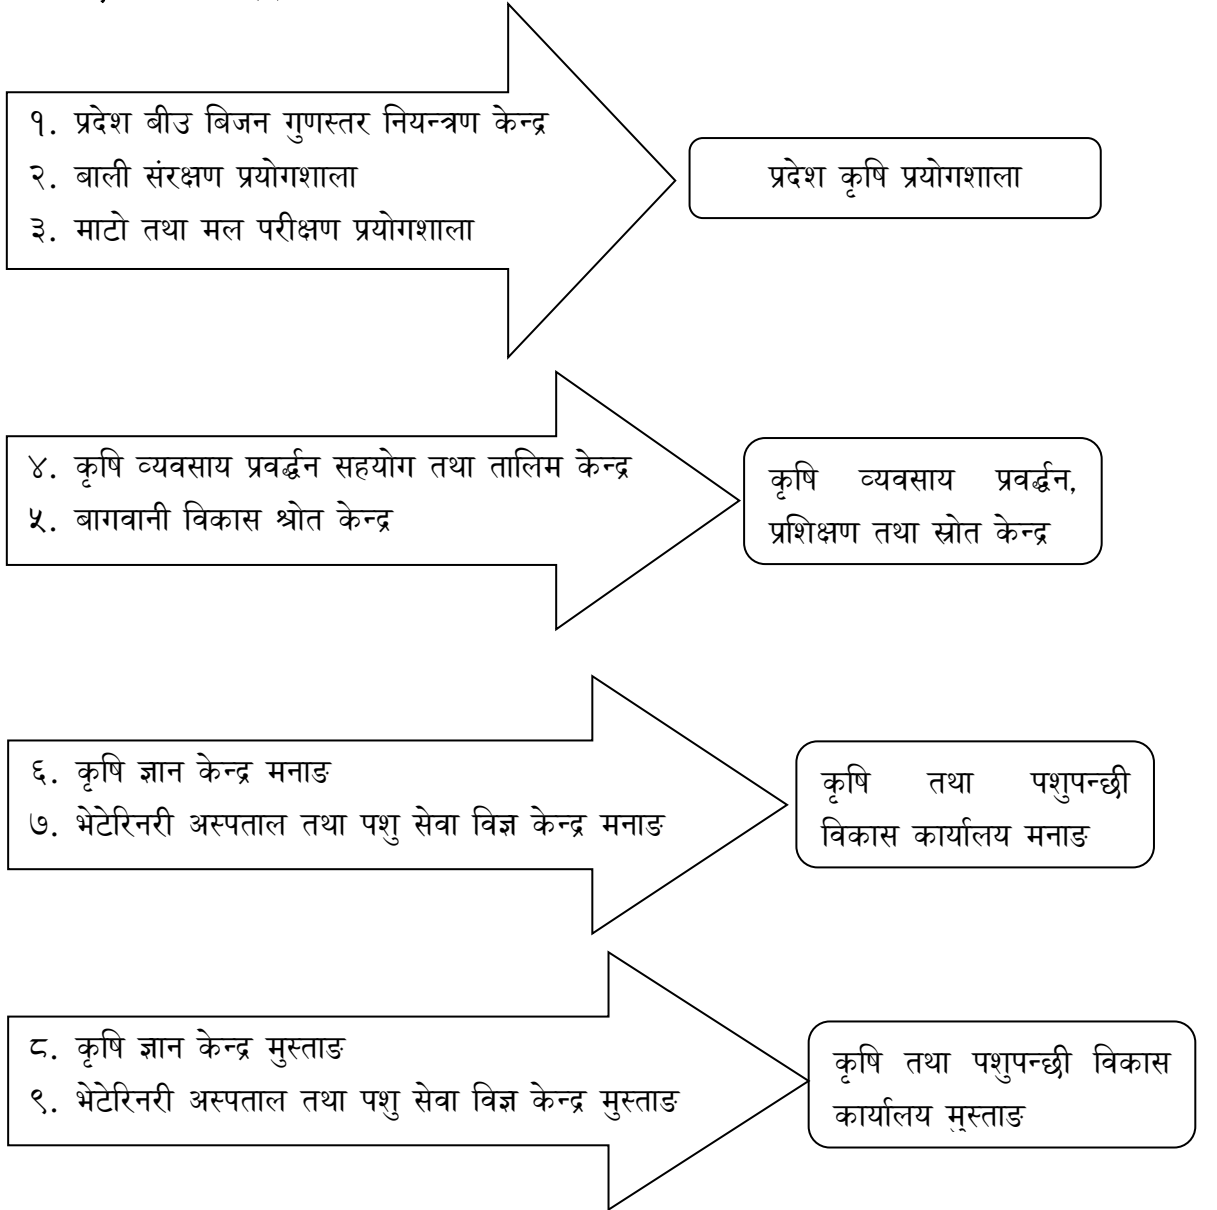 १. प्रदेश बीउ बिजन गुणस्तर नियन्त्रण केन्द्र
२. बाली संरक्षण प्रयोगशाला
३. माटो तथा मल परीक्षण प्रयोगशाला
प्रदेश कृषि प्रयोगशाला
४. कृषि व्यवसाय प्रवर्द्धन सहयोग तथा तालिम केन्द्र
५. बागवानी विकास श्रोत केन्द्र
कृषि व्यवसाय प्रवर्द्धन,
प्रशिक्षण तथा स्रोत केन्द्र
६. कृषि ज्ञान केन्द्र मनाङ
७. भेटेरिनरी अस्पताल तथा पशु सेवा विज्ञ केन्द्र मनाङ
कृषि तथा पशुपन्छी
विकास कार्यालय मनाङ
८. कृषि ज्ञान केन्द्र मुस्ताङ
९. भेटेरिनरी अस्पताल तथा पशु सेवा विज्ञ केन्द्र मुस्ताङ
कृषि तथा पशुपन्छी विकास
कार्यालय मुस्ताङ